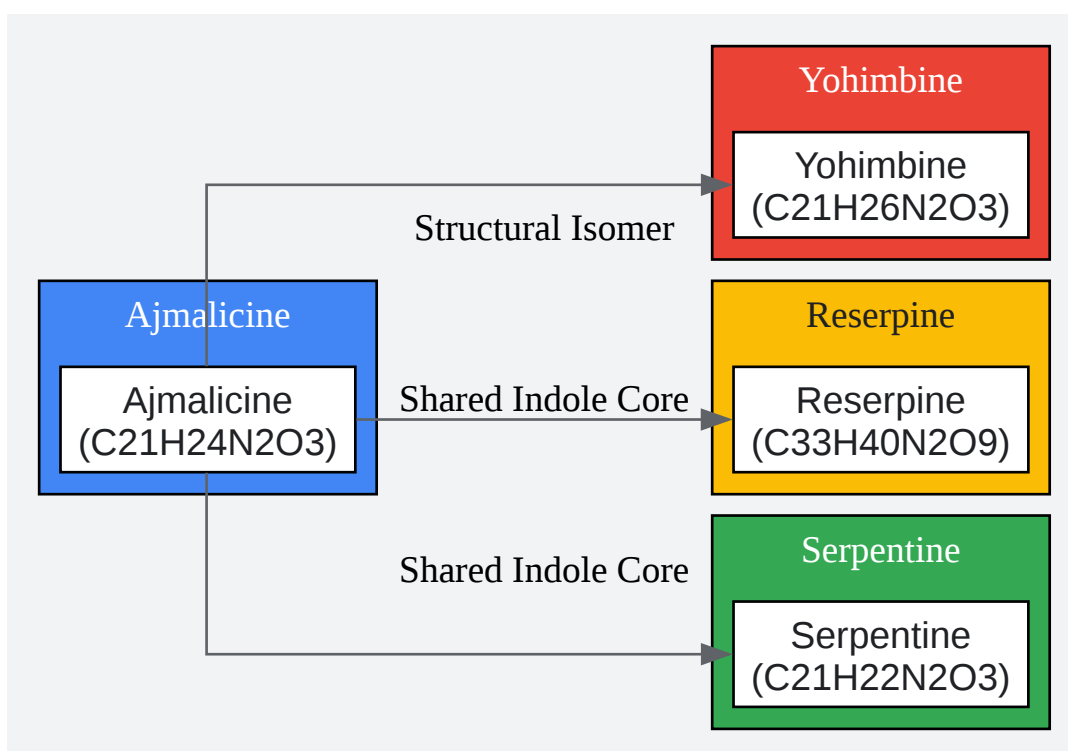 Yohimbine
Yohimbine
(C21H26N2O3)
Structural Isomer
Ajmalicine
Ajmalicine
(C21H24N2O3)
Shared Indole Core
Reserpine
Reserpine
(C33H40N2O9)
Shared Indole Core
Serpentine
Serpentine
(C21H22N2O3)